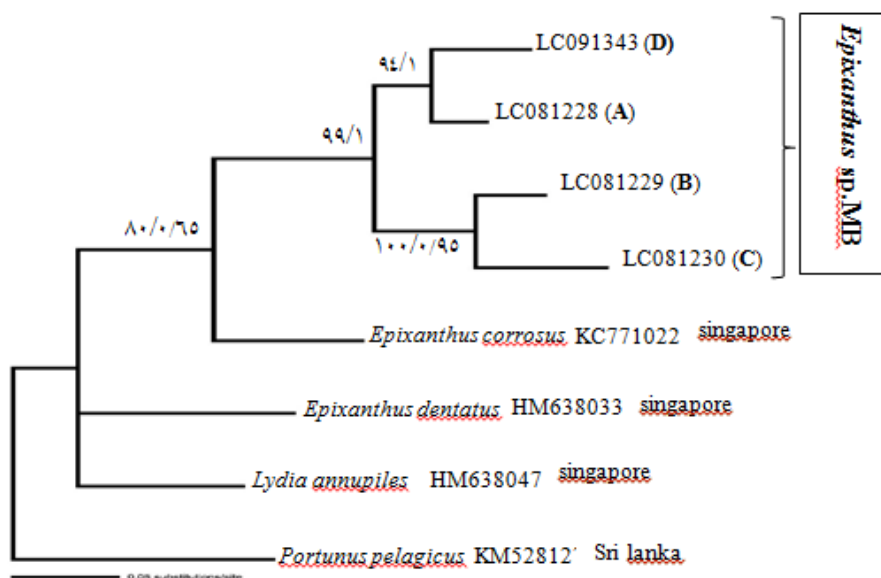 LC091343 (D)
٩٤/١
LC081228 (A)
٩٩/١
LC081229 (B)
٨٠/٠/٦٥
١٠٠/٠/٩٥
LC081230 (C)
Epixanthus sp.MB
Epixanthus corrosus KC771022 singapore
Epixanthus dentatus HM638033 singapore
Lydia annupiles HM638047 singapore
Portunus pelagicus KM52812 Sri lanka